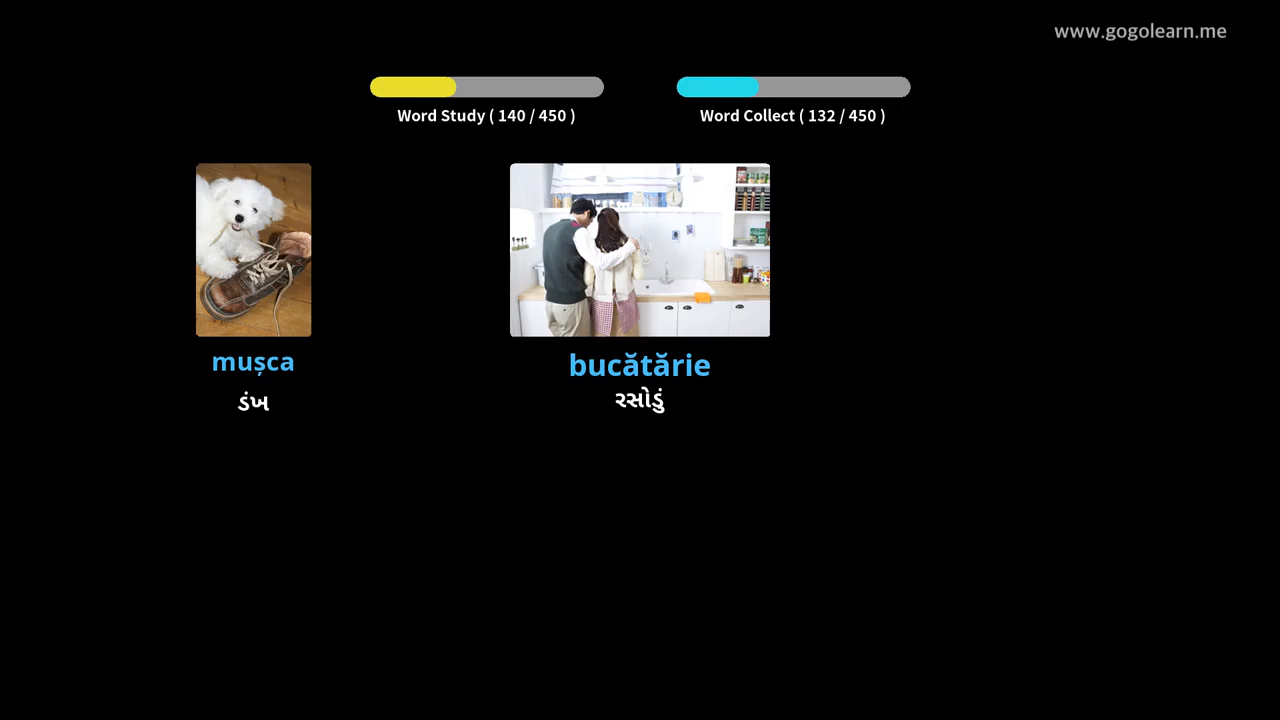 www.gogolearn.me
Word Study ( 140 / 450 )
Word Collect ( 132 / 450 )
mușca
ડંખ
bucătărie
રસોડું